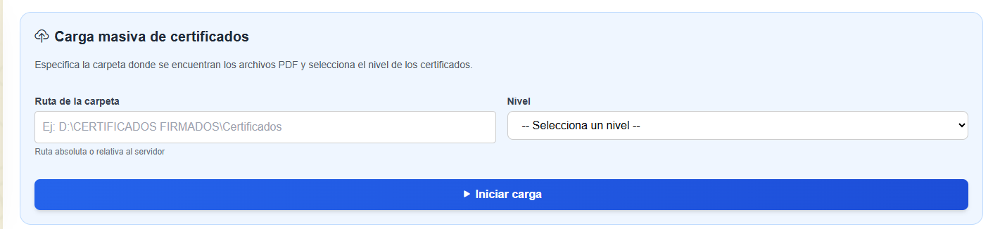 Carga masiva de certificados
Especifica la carpeta donde se encuentran los archivos PDF y selecciona el nivel de los certificados.
Ruta de la carpeta
Ej: D:\CERTIFICADOS FIRMADOS\Certificados
Ruta absoluta o relativa al servidor
Nivel
-- Selecciona un nivel --
Iniciar carga